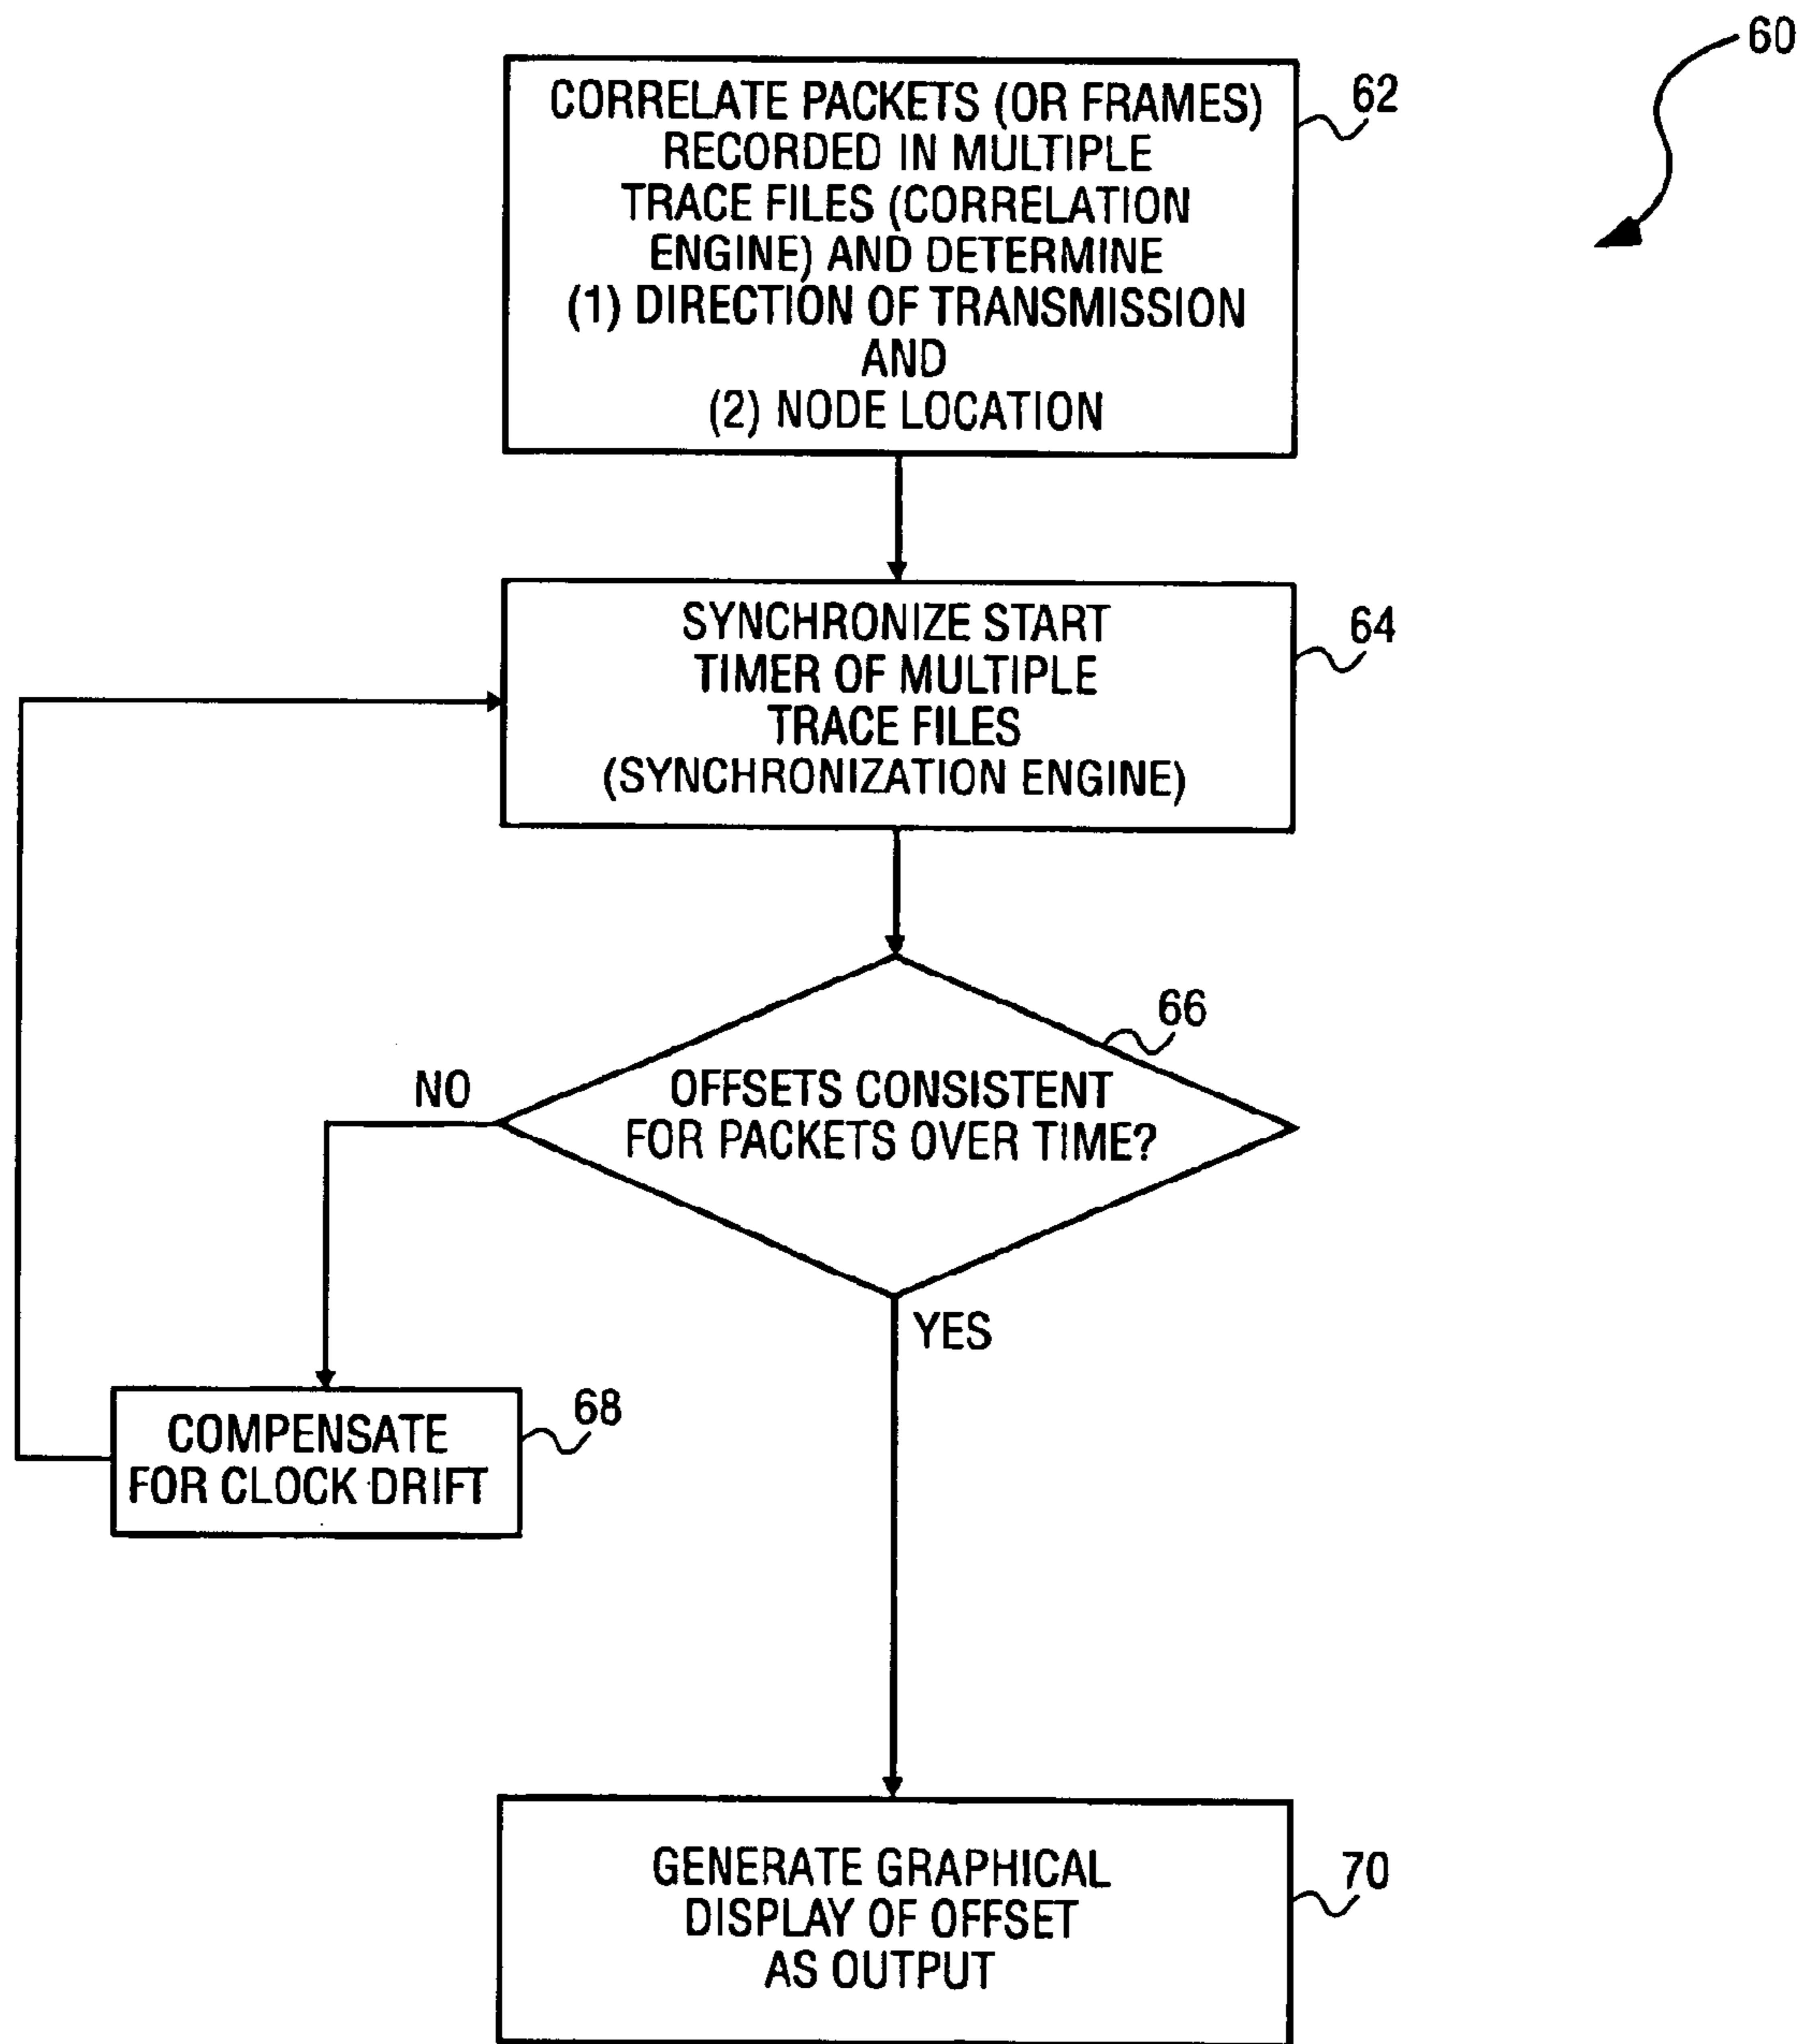 60
CORRELATE PACKETS (OR FRAMES)
RECORDED IN MULTIPLE
TRACE FILES (CORRELATION
ENGINE) AND DETERMINE
(1) DIRECTION OF TRANSMISSION
AND
(2) NODE LOCATION
62
SYNCHRONIZE START
TIMER OF MULTIPLE
TRACE FILES
(SYNCHRONIZATION ENGINE)
64
66
OFFSETS CONSISTENT
FOR PACKETS OVER TIME?
NO
YES
COMPENSATE
FOR CLOCK DRIFT
68
GENERATE GRAPHICAL
DISPLAY OF OFFSET
AS OUTPUT
70